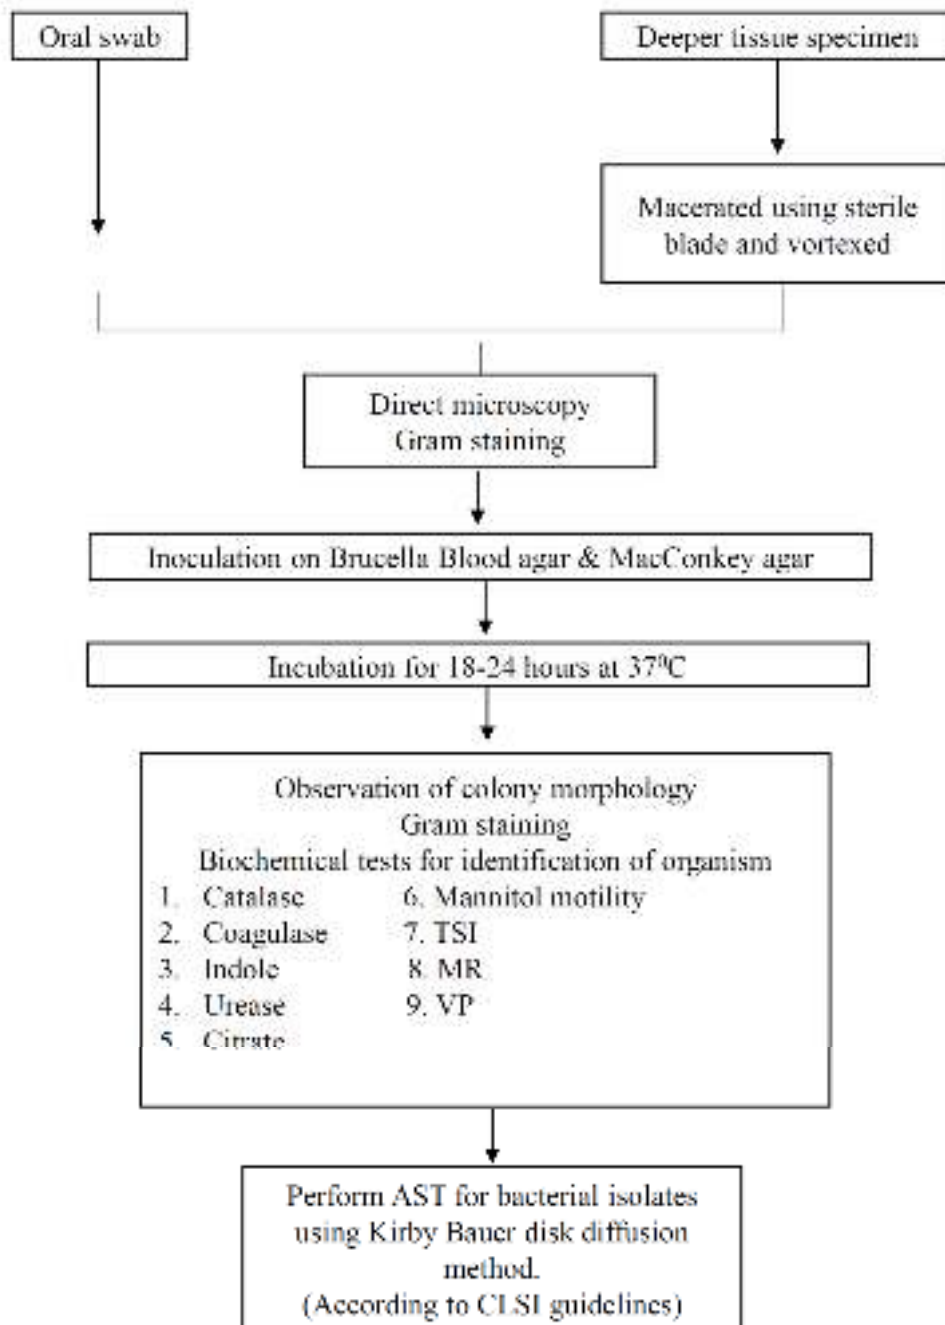 Oral swab
Deeper tissue specimen
Macerated using sterile
blade and vortexed
Direct microscopy
Gram staining
Inoculation on Brucella Blood agar & MacConkey agar
Incubation for 18-24 hours at 37⁰C
Observation of colony morphology
Gram staining
Biochemical tests for identification of organism
1. Catalase
2. Coagulase
3. Indole
4. Urease
5. Citrate
6. Mannitol motility
7. TSI
8. MR
9. VP
Perform AST for bacterial isolates
using Kirby Bauer disk diffusion
method.
(According to CLSI guidelines)